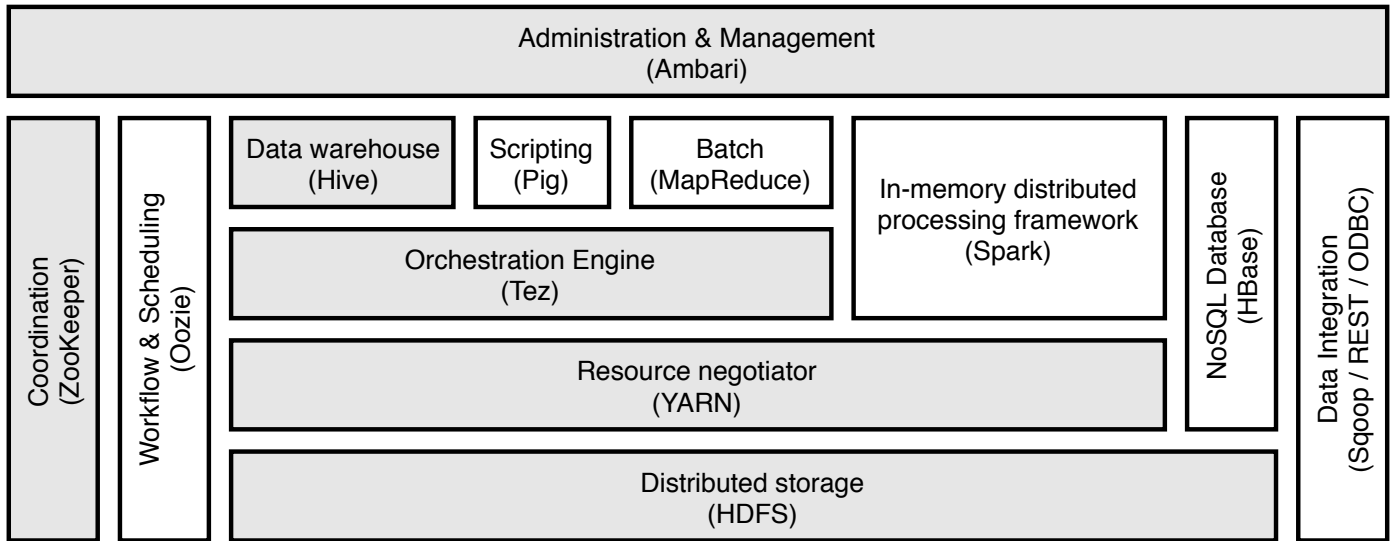 Administration & Management
(Ambari)
Coordination
(ZooKeeper)
Workflow & Scheduling
(Oozie)
Data warehouse
(Hive)
Scripting
(Pig)
Batch
(MapReduce)
In-memory distributed
processing framework
(Spark)
NoSQL Database
(HBase)
Data Integration
(Sqoop / REST / ODBC)
Orchestration Engine
(Tez)
Resource negotiator
(YARN)
Distributed storage
(HDFS)